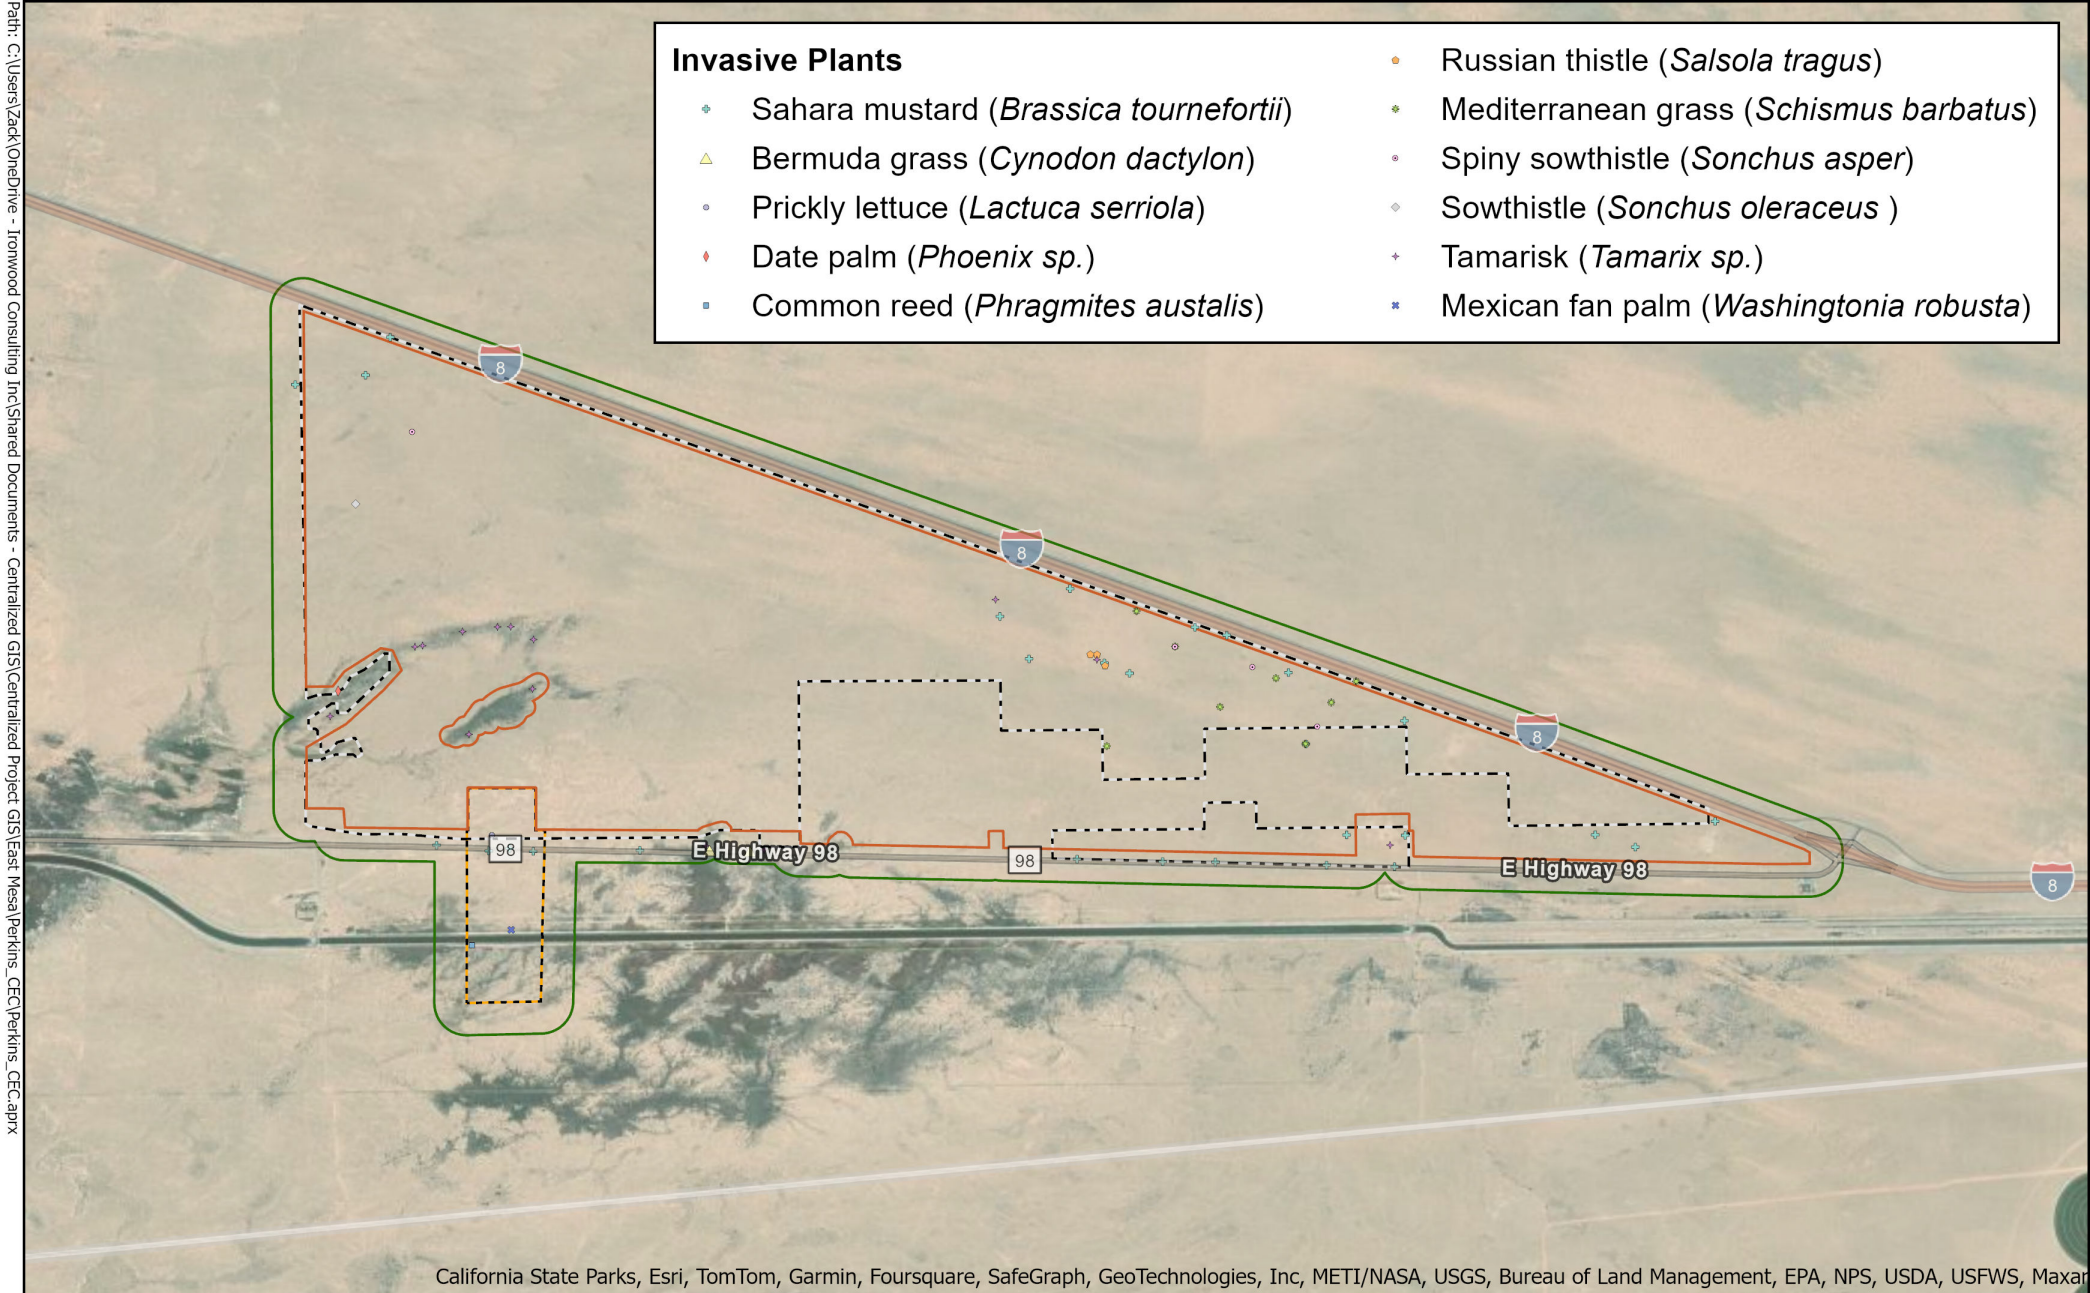 Path: C:\Users\Zack\OneDrive - Ironwood Consulting Inc\Shared Documents - Centralized GIS\Centralized Project GIS\East Mesa\Perkins_CEC\Perkins_CEC.aprx
Invasive Plants
Sahara mustard (Brassica tournefortii)
Bermuda grass (Cynodon dactylon)
Prickly lettuce (Lactuca serriola)
Date palm (Phoenix sp.)
Common reed (Phragmites austalis)
Russian thistle (Salsola tragus)
Mediterranean grass (Schismus barbatus)
Spiny sowthistle (Sonchus asper)
Sowthistle (Sonchus oleraceus )
Tamarisk (Tamarix sp.)
Mexican fan palm (Washingtonia robusta)
8
8
8
98
E Highway 98
98
E Highway 98
8
California State Parks, Esri, TomTom, Garmin, Foursquare, SafeGraph, GeoTechnologies, Inc, METI/NASA, USGS, Bureau of Land Management, EPA, NPS, USDA, USFWS, Maxar